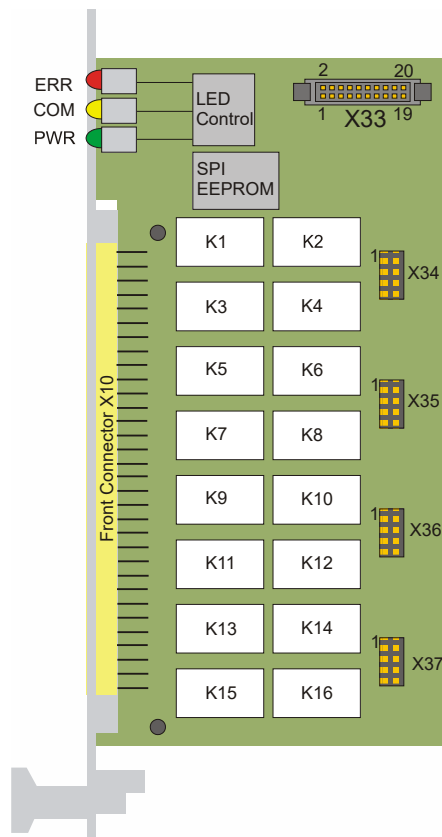 ERR
COM
PWR
LED
Control
SPI
EEPROM
2 20
1 19
X33
K1 K2
1
X34
K3 K4
K5 K6
1
X35
K7 K8
K9 K10
1
X36
K11 K12
K13 K14
1
X37
K15 K16
Front Connector X10